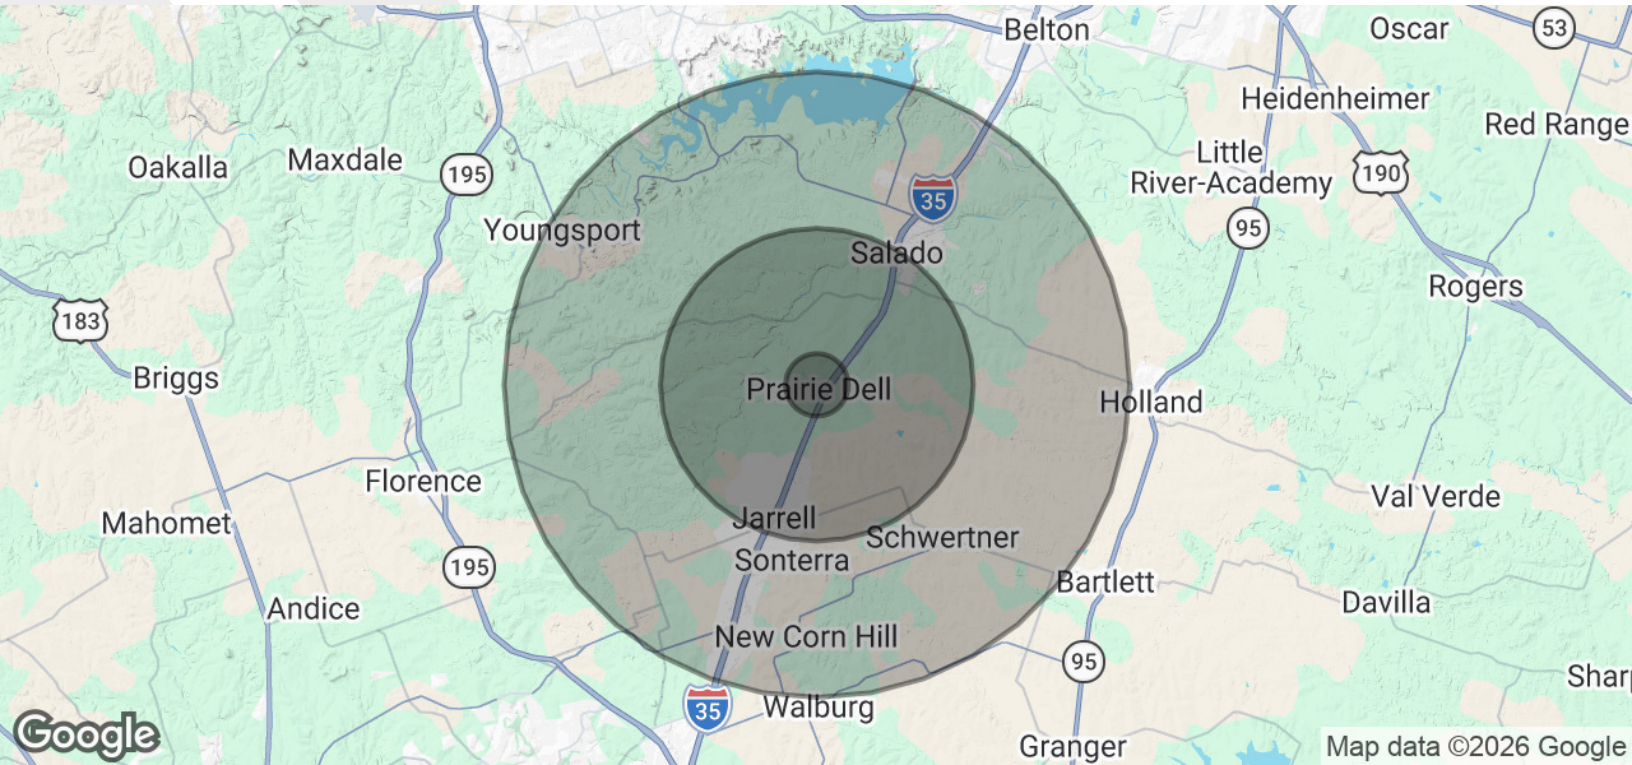 Belton
Oscar
53
Heidenheimer
Red Range
Oakalla
Maxdale
195
Little
River-Academy
190
35
95
Youngsport
Salado
Rogers
183
Briggs
Prairie Dell
Holland
Florence
Val Verde
Mahomet
Jarrell
Schwertner
Sonterra
195
Bartlett
Andice
Davilla
New Corn Hill
95
Shar
35
Walburg
Google
Granger
Map data ©2026 Google